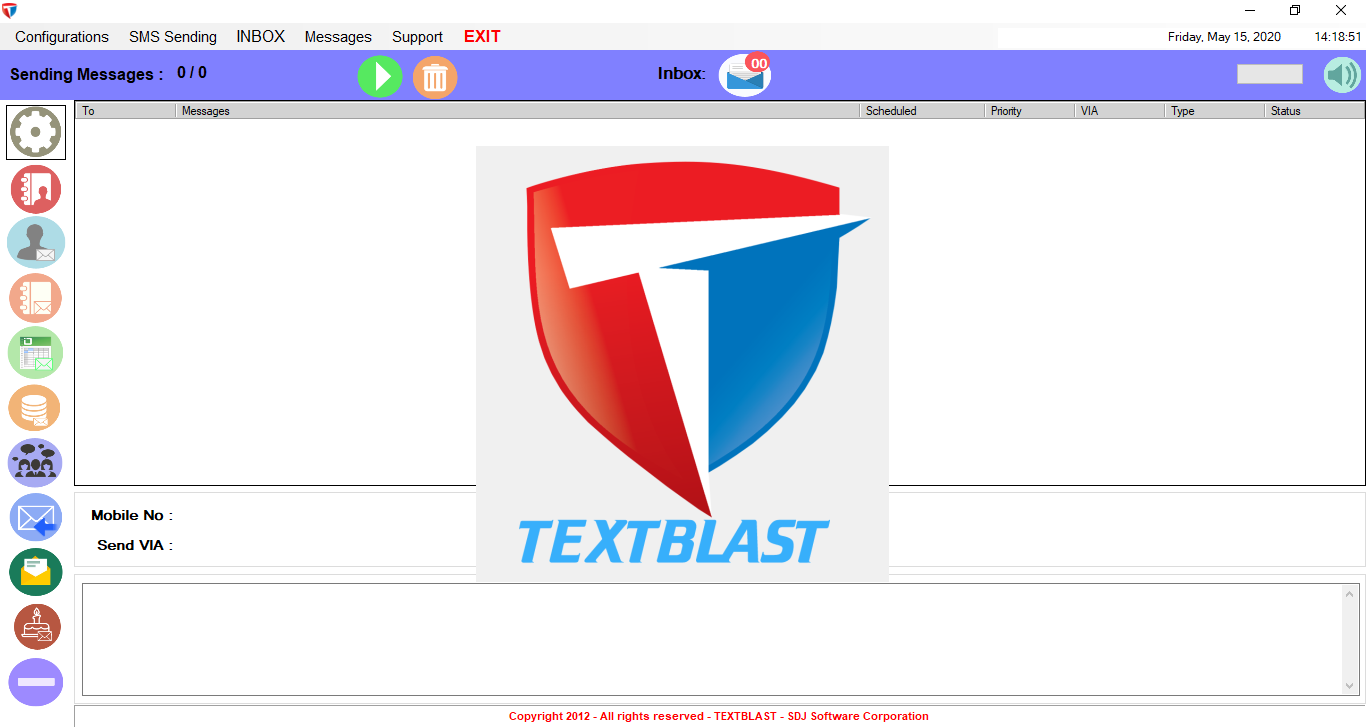 Configurations SMS Sending INBOX Messages Support EXIT Friday, May 15, 2020 14:18:51
Sending Messages : 0 / 0 Inbox: 00
To Messages Scheduled Priority VIA Type Status
TEXTBLAST
Mobile No :
Send VIA :
Copyright 2012 - All rights reserved - TEXTBLAST - SDJ Software Corporation